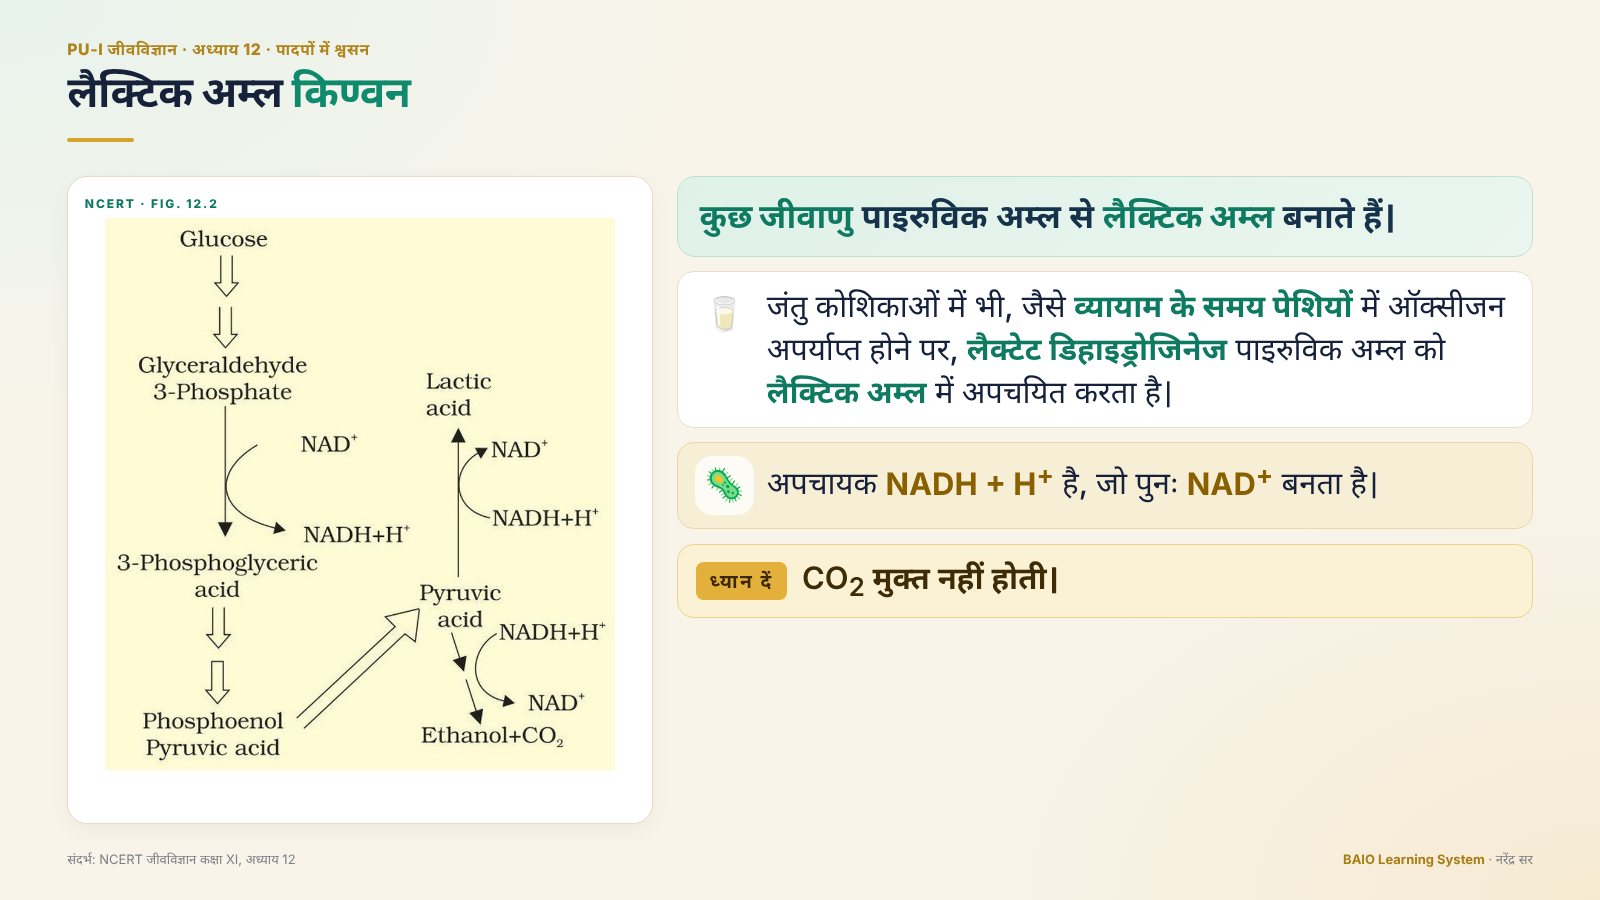 PU-I जीवविज्ञान · अध्याय 12 · पादपों में श्वसन
लैक्टिक अम्ल किण्वन
NCERT · FIG. 12.2
Glucose
Glyceraldehyde
3-Phosphate
NAD⁺
NADH+H⁺
3-Phosphoglyceric
acid
Phosphoenol
Pyruvic acid
Lactic
acid
NAD⁺
NADH+H⁺
Pyruvic
acid
NADH+H⁺
NAD⁺
Ethanol+CO₂
कुछ जीवाणु पाइरुविक अम्ल से लैक्टिक अम्ल बनाते हैं|
जंतु कोशिकाओं में भी, जैसे व्यायाम के समय पेशियों में ऑक्सीजन
अपर्याप्त होने पर, लैक्टेट डिहाइड्रोजिनेज पाइरुविक अम्ल को
लैक्टिक अम्ल में अपचयित करता है|
अपचायक NADH + H⁺ है, जो पुनः NAD⁺ बनता है|
ध्यान दें CO₂ मुक्त नहीं होती|
संदर्भ: NCERT जीवविज्ञान कक्षा XI, अध्याय 12
BAIO Learning System · नरेंद्र सर